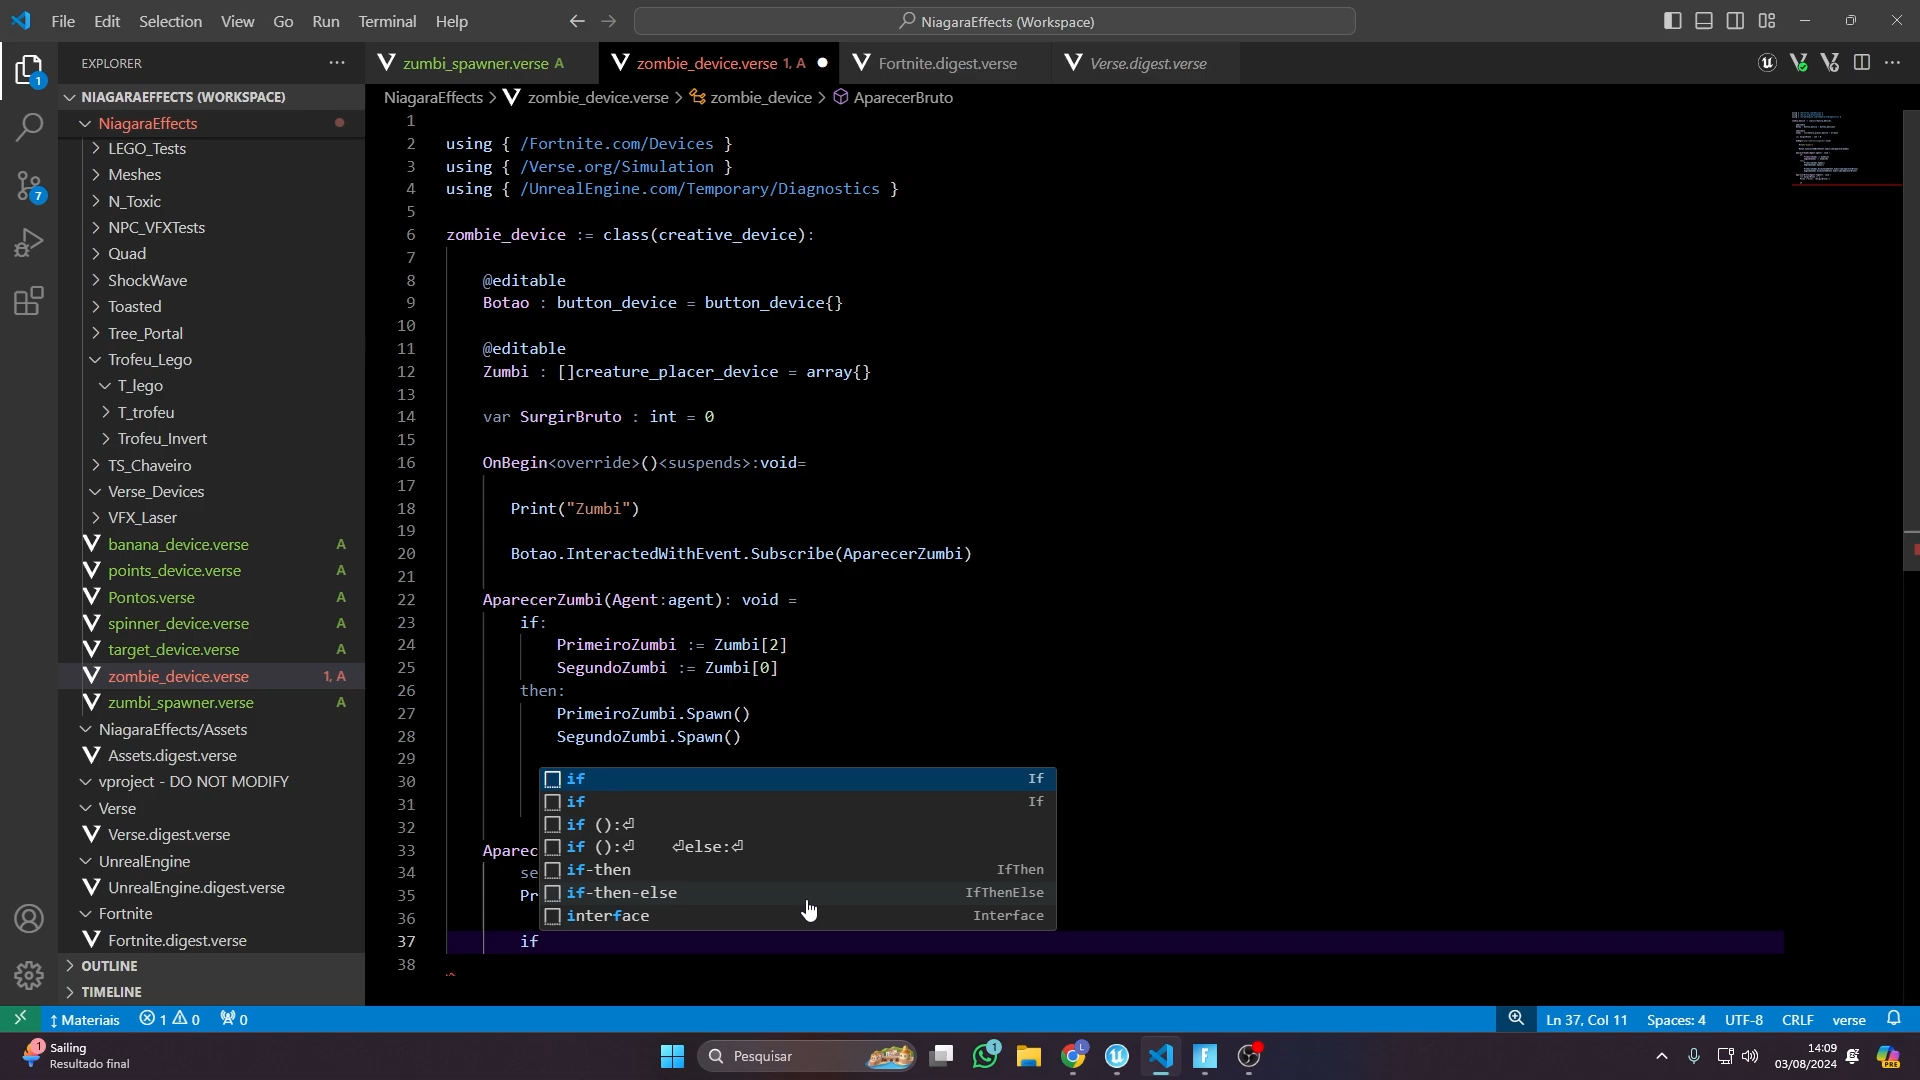 File Edit Selection View Go Run Terminal Help
NiagaraEffects (Workspace)
EXPLORER
zumbi_spawner.verse A
zombie_device.verse 1, A
Fortnite.digest.verse
Verse.digest.verse
NIAGARAEFFECTS (WORKSPACE)
NiagaraEffects > zombie_device.verse > zombie_device > AparecerBruto
NiagaraEffects
LEGO_Tests
Meshes
N_Toxic
NPC_VFXTests
Quad
ShockWave
Toasted
Tree_Portal
Trofeu_Lego
T_lego
T_trofeu
Trofeu_Invert
TS_Chaveiro
Verse_Devices
VFX_Laser
banana_device.verse A
points_device.verse A
Pontos.verse A
spinner_device.verse A
target_device.verse A
zombie_device.verse 1, A
zumbi_spawner.verse A
NiagaraEffects/Assets
Assets.digest.verse
vproject - DO NOT MODIFY
Verse
Verse.digest.verse
UnrealEngine
UnrealEngine.digest.verse
Fortnite
Fortnite.digest.verse
OUTLINE
TIMELINE
1
2 using { /Fortnite.com/Devices }
3 using { /Verse.org/Simulation }
4 using { /UnrealEngine.com/Temporary/Diagnostics }
5
6 zombie_device := class(creative_device):
7
8 @editable
9 Botao : button_device = button_device{}
10
11 @editable
12 Zumbi : []creature_placer_device = array{}
13
14 var SurgirBruto : int = 0
15
16 OnBegin<override>()<suspends>:void=
17
18 Print("Zumbi")
19
20 Botao.InteractedWithEvent.Subscribe(AparecerZumbi)
21
22 AparecerZumbi(Agent:agent): void =
23 if:
24 PrimeiroZumbi := Zumbi[2]
25 SegundoZumbi := Zumbi[0]
26 then:
27 PrimeiroZumbi.Spawn()
28 SegundoZumbi.Spawn()
29
30
31
32
33 Aparec
34 se
35 Pr
36
37 if
38
if If
if If
if ():⏎
if ():⏎ ⏎else:⏎
if-then IfThen
if-then-else IfThenElse
interface Interface
Materiais 1 0 0
Ln 37, Col 11 Spaces: 4 UTF-8 CRLF verse
Sailing
Resultado final
Pesquisar
14:09
03/08/2024